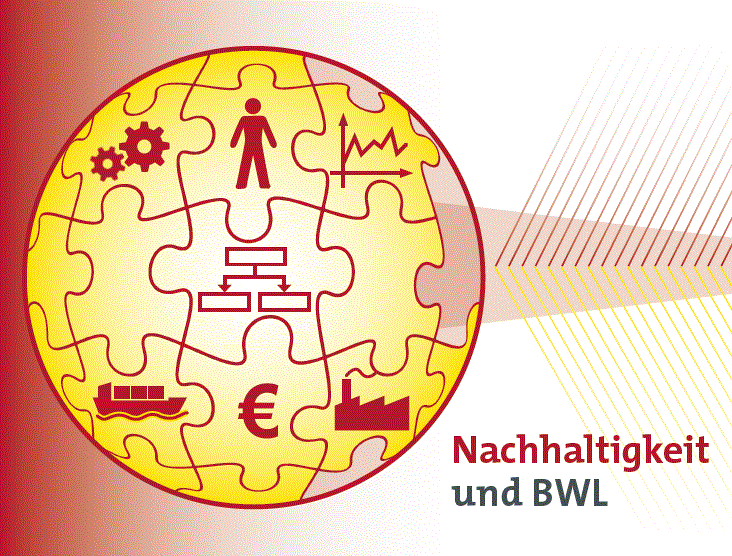 €
Nachhaltigkeit
und BWL